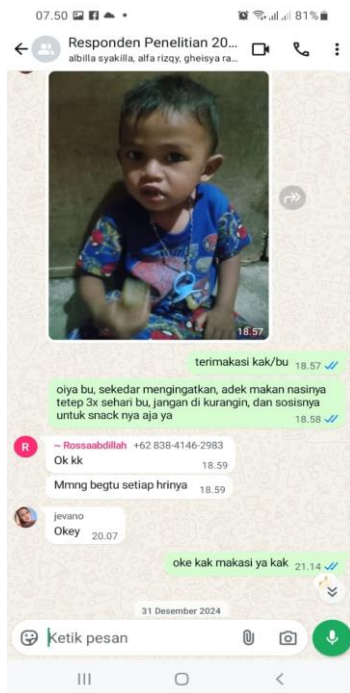 07.50 81%
Responden Penelitian 20...
albilla syakilla, alfa rizqy, gheisya ra...
18.57
terimakasi kak/bu 18.57
oiya bu, sekedar mengingatkan, adek makan nasinya
tetep 3x sehari bu, jangan di kurangin, dan sosisnya
untuk snack nya aja ya
18.58
R ~ Rossaabdillah +62 838-4146-2983
Ok kk
18.59
Mmng begtu setiap hrinya 18.59
jevano
Okey 20.07
oke kak makasi ya kak 21.14
31 Desember 2024
Ketik pesan